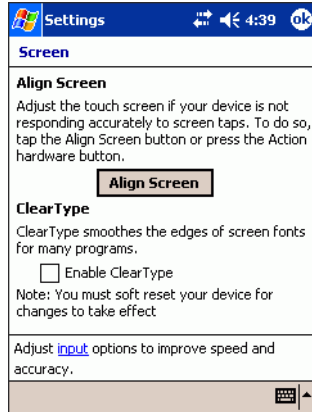 Settings 4:39 ok
Screen
Align Screen
Adjust the touch screen if your device is not
responding accurately to screen taps. To do so,
tap the Align Screen button or press the Action
hardware button.
Align Screen
ClearType
ClearType smoothes the edges of screen fonts
for many programs.
Enable ClearType
Note: You must soft reset your device for
changes to take effect
Adjust input options to improve speed and
accuracy.